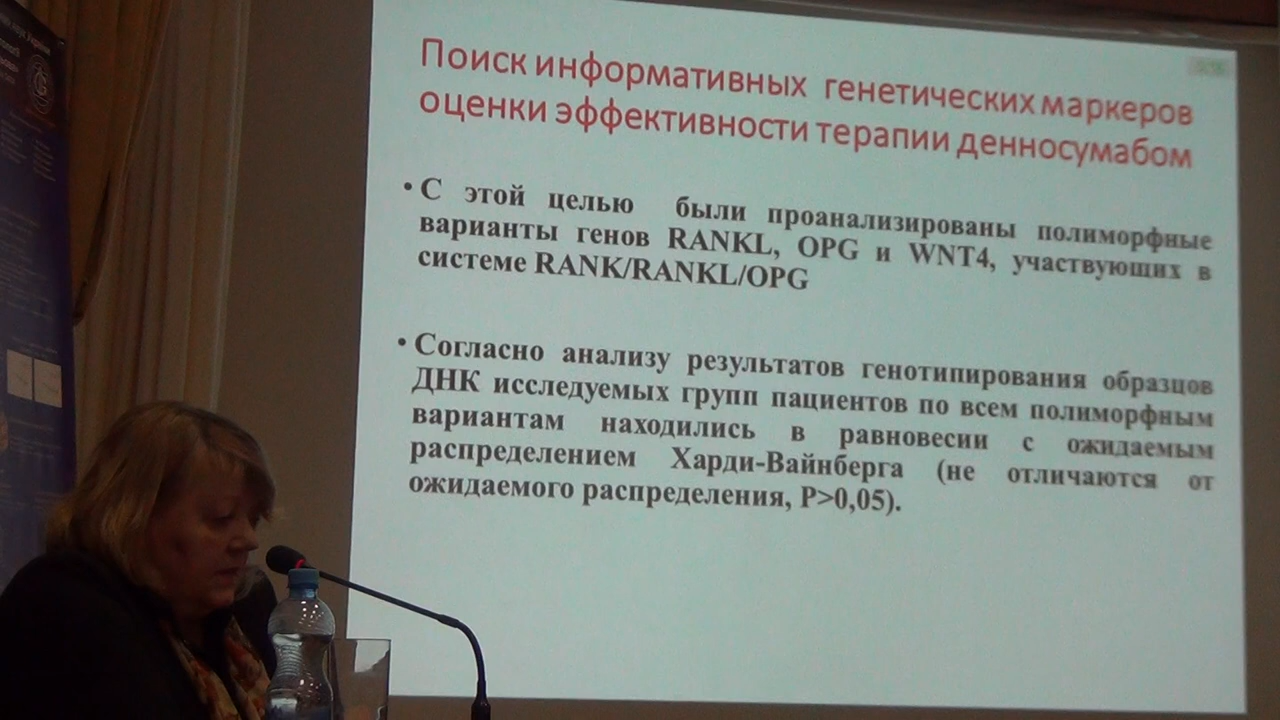 Поиск информативных генетических маркеров
оценки эффективности терапии денносумабом
• С этой целью были проанализированы полиморфные
варианты генов RANKL, OPG и WNT4, участвующих в
системе RANK/RANKL/OPG
• Согласно анализу результатов генотипирования образцов
ДНК исследуемых групп пациентов по всем полиморфным
вариантам находились в равновесии с ожидаемым
распределением Харди-Вайнберга (не отличаются от
ожидаемого распределения, P>0,05).